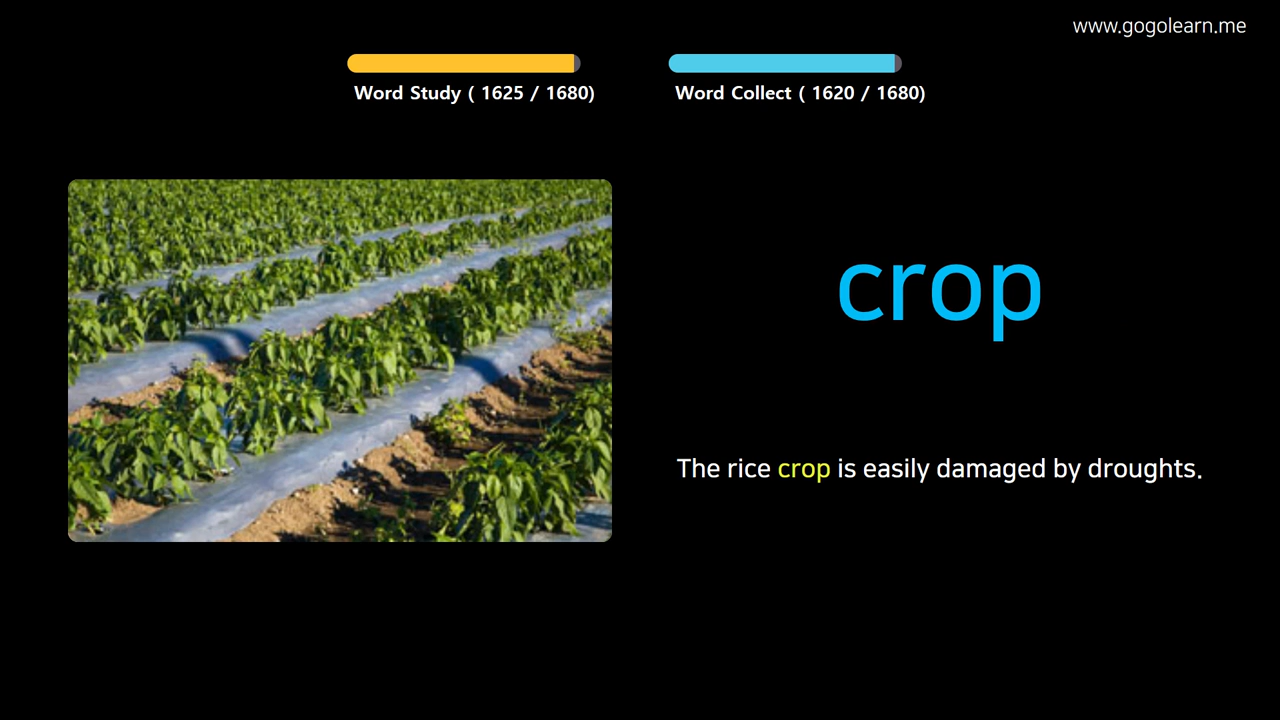 www.gogolearn.me
Word Study ( 1625 / 1680)
Word Collect ( 1620 / 1680)
crop
The rice crop is easily damaged by droughts.